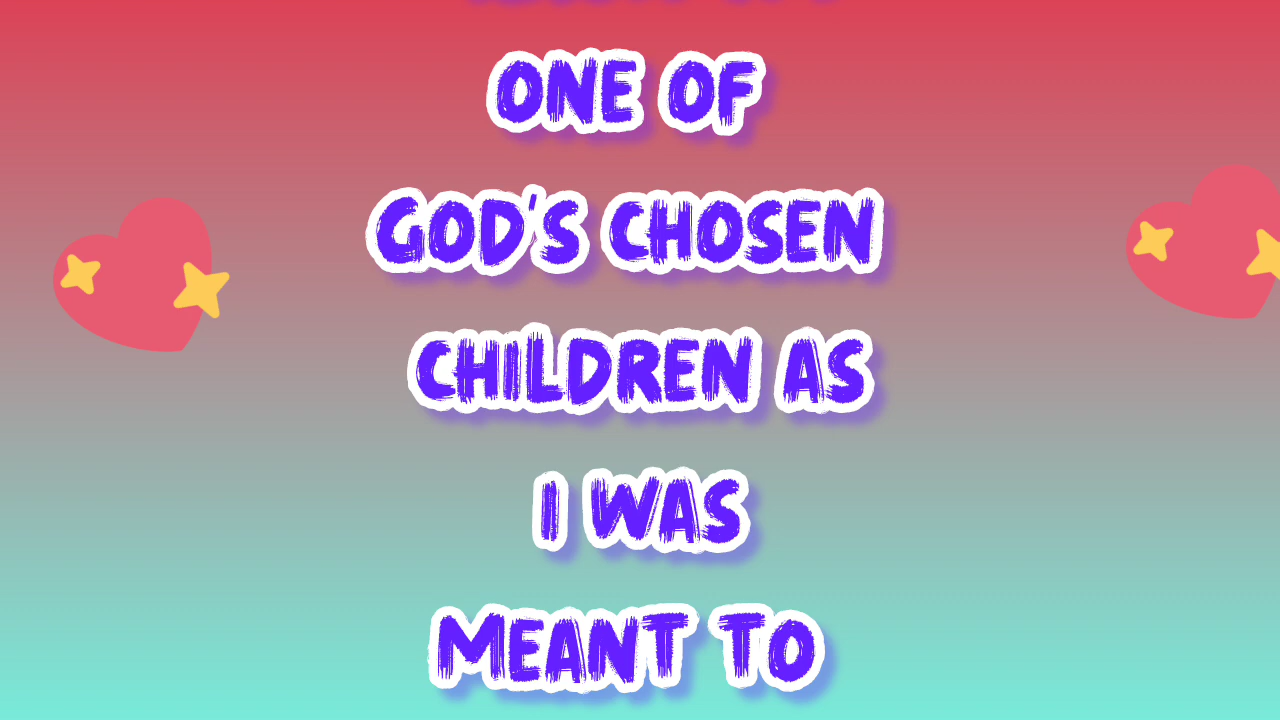 ONE OF
GOD'S CHOSEN
CHILDREN AS
I WAS
MEANT TO